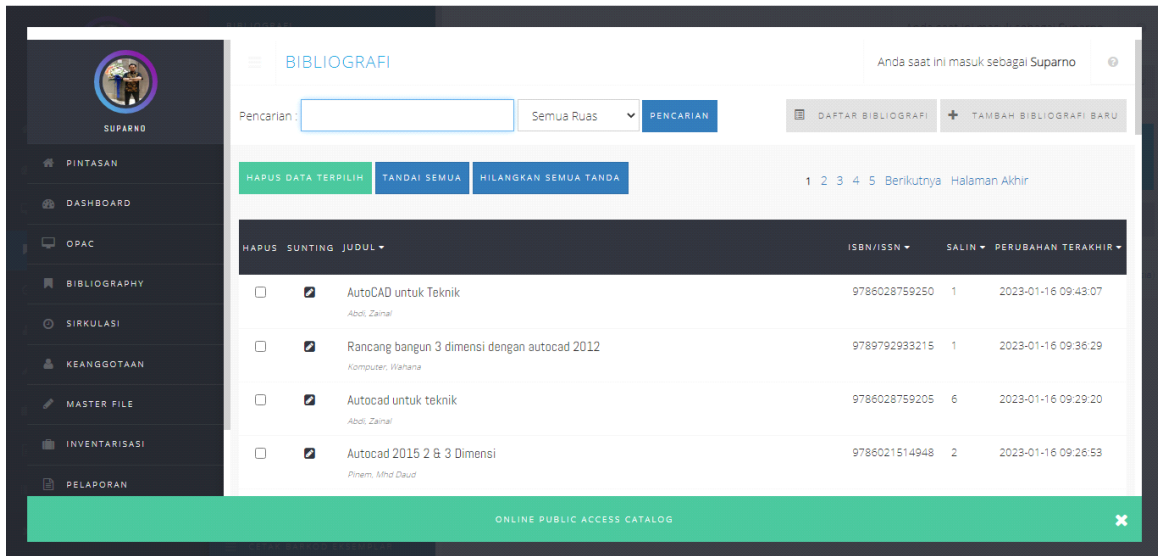 BIBLIOGRAFI
Anda saat ini masuk sebagai Suparno
SUPARNO
Pencarian :
Semua Ruas
PENCARIAN
DAFTAR BIBLIOGRAFI
TAMBAH BIBLIOGRAFI BARU
PINTASAN
DASHBOARD
OPAC
BIBLIOGRAPHY
SIRKULASI
KEANGGOTAAN
MASTER FILE
INVENTARISASI
PELAPORAN
HAPUS DATA TERPILIH TANDAI SEMUA HILANGKAN SEMUA TANDA
1 2 3 4 5 Berikutnya Halaman Akhir
HAPUS SUNTING JUDUL ISBN/ISSN SALIN PERUBAHAN TERAKHIR
AutoCAD untuk Teknik 9786028759250 1 2023-01-16 09:43:07
Abdi, Zainal
Rancang bangun 3 dimensi dengan autocad 2012 9789792933215 1 2023-01-16 09:36:29
Komputer, Wahana
Autocad untuk teknik 9786028759205 6 2023-01-16 09:29:20
Abdi, Zainal
Autocad 2015 2 & 3 Dimensi 9786021514948 2 2023-01-16 09:26:53
Pinem, Mhd Daud
ONLINE PUBLIC ACCESS CATALOG